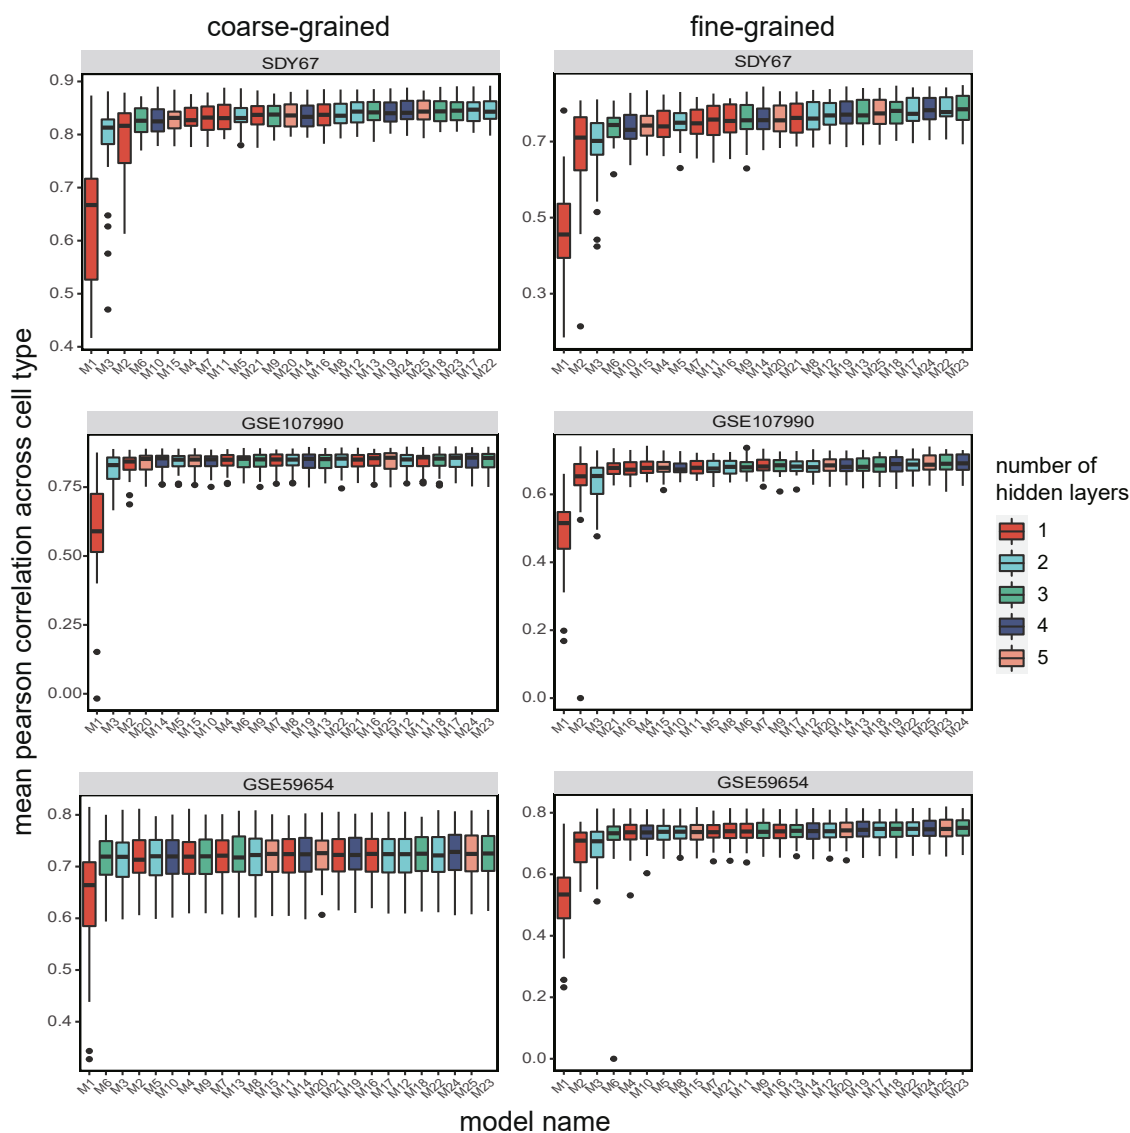 coarse-grained
fine-grained
SDY67
0.9
0.8
0.7
0.6
0.5
0.4
M1 M3 M2 M6 M10 M15 M4 M7 M11 M5 M21 M9 M20 M14 M16 M8 M12 M13 M19 M24 M25 M18 M23 M17 M22
SDY67
0.7
0.5
0.3
M1 M2 M3 M6 M10 M15 M4 M5 M7 M11 M16 M9 M14 M20 M21 M8 M12 M19 M13 M25 M18 M17 M24 M22 M23
mean pearson correlation across cell type
GSE107990
0.75
0.50
0.25
0.00
M1 M3 M2 M20 M14 M5 M15 M10 M4 M6 M9 M7 M8 M19 M13 M22 M21 M16 M25 M12 M11 M18 M17 M24 M23
GSE107990
0.6
0.4
0.2
0.0
M1 M2 M3 M21 M16 M4 M15 M10 M11 M5 M8 M6 M7 M9 M17 M12 M20 M14 M13 M18 M19 M22 M25 M23 M24
number of
hidden layers
1
2
3
4
5
GSE59654
0.8
0.7
0.6
0.5
0.4
M1 M6 M3 M2 M5 M10 M4 M9 M7 M13 M8 M15 M11 M14 M20 M21 M19 M16 M17 M12 M18 M22 M24 M25 M23
GSE59654
0.8
0.6
0.4
0.2
0.0
M1 M2 M3 M6 M4 M10 M5 M8 M15 M7 M21 M11 M9 M16 M13 M14 M12 M20 M19 M17 M18 M22 M24 M25 M23
model name